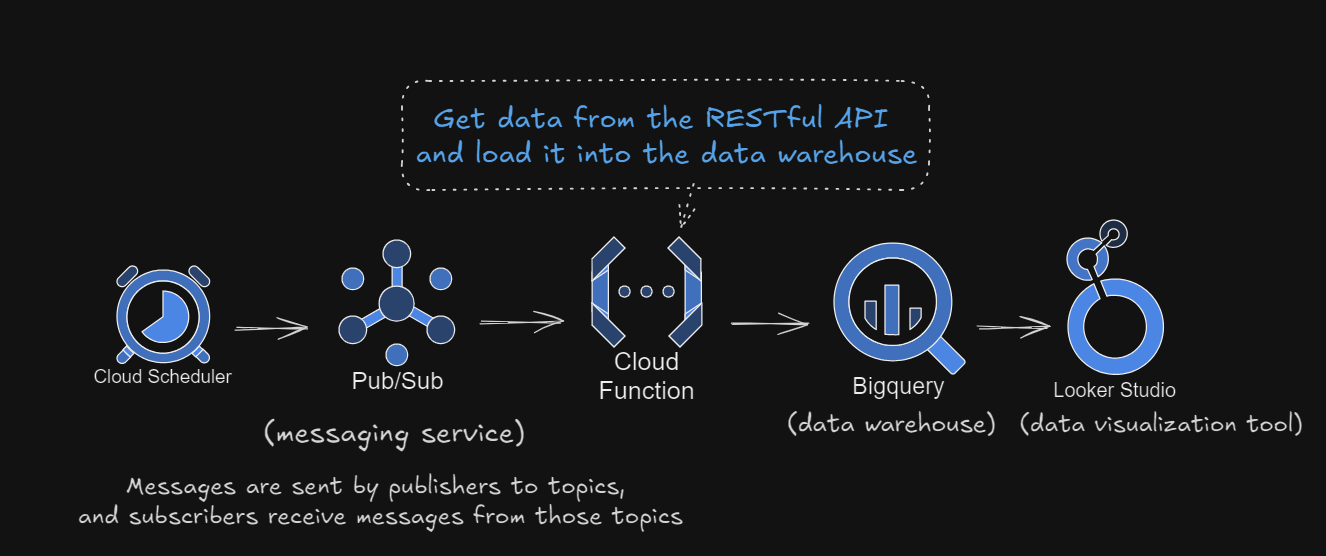 Get data from the RESTful API
and load it into the data warehouse
Cloud Scheduler
Pub/Sub
Cloud
Function
Bigquery
Looker Studio
(messaging service)
(data warehouse)
(data visualization tool)
Messages are sent by publishers to topics,
and subscribers receive messages from those topics